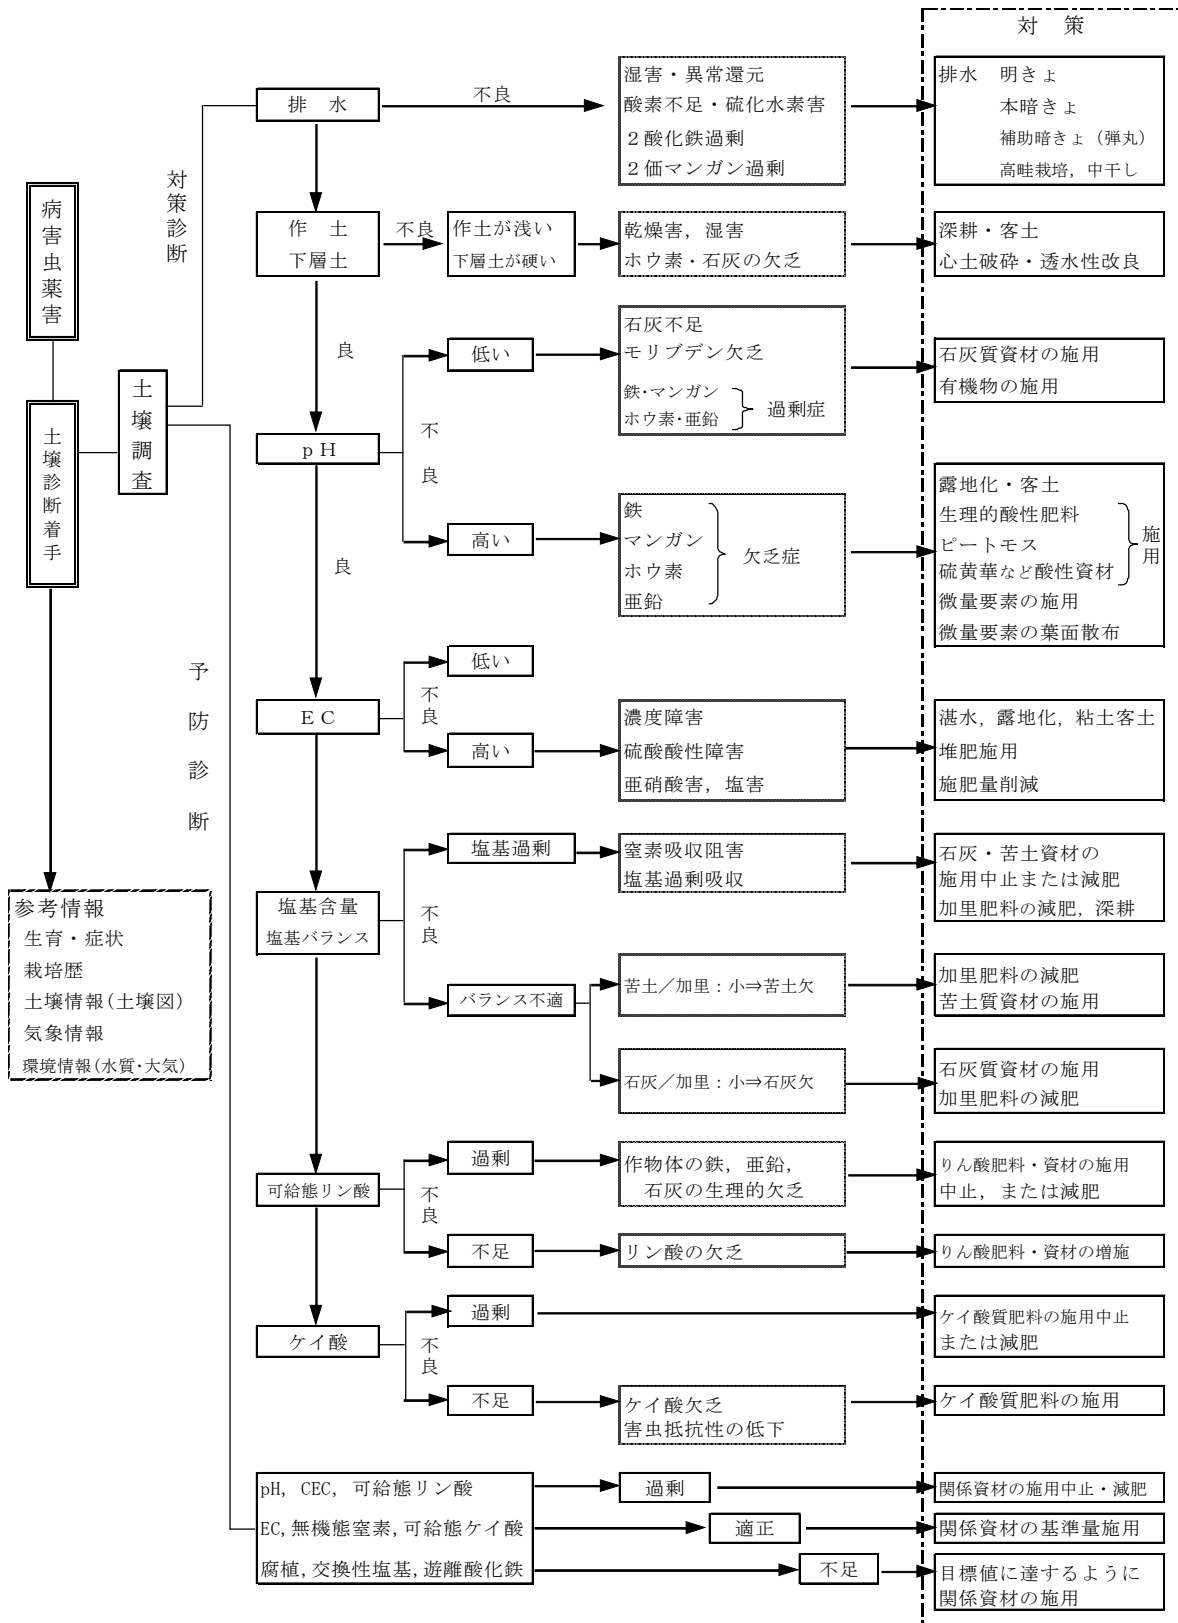 対 策
排 水
不良
湿害・異常還元
酸素不足・硫化水素害
２酸化鉄過剰
２価マンガン過剰
排水 明きょ
本暗きょ
補助暗きょ（弾丸）
高畦栽培，中干し
対策診断
病害虫薬害
作 土
下層土
不良
作土が浅い
下層土が硬い
乾燥害，湿害
ホウ素・石灰の欠乏
深耕・客土
心土破砕・透水性改良
良
低い
石灰不足
モリブデン欠乏
鉄・マンガン
ホウ素・亜鉛
過剰症
石灰質資材の施用
有機物の施用
土壌調査
土壌診断着手
ｐＨ
不良
高い
鉄
マンガン
ホウ素
亜鉛
欠乏症
露地化・客土
生理的酸性肥料
ピートモス
硫黄華など酸性資材
施用
微量要素の施用
微量要素の葉面散布
良
予防診断
ＥＣ
不良
低い
高い
濃度障害
硫酸酸性障害
亜硝酸害，塩害
湛水，露地化，粘土客土
堆肥施用
施肥量削減
塩基含量
塩基バランス
不良
塩基過剰
窒素吸収阻害
塩基過剰吸収
石灰・苦土資材の
施用中止または減肥
加里肥料の減肥，深耕
参考情報
生育・症状
栽培歴
土壌情報(土壌図)
気象情報
環境情報(水質・大気)
バランス不適
苦土／加里：小⇒苦土欠
加里肥料の減肥
苦土質資材の施用
石灰／加里：小⇒石灰欠
石灰質資材の施用
加里肥料の減肥
可給態リン酸
不良
過剰
作物体の鉄，亜鉛，
石灰の生理的欠乏
りん酸肥料・資材の施用
中止，または減肥
不足
リン酸の欠乏
りん酸肥料・資材の増施
ケイ酸
不良
過剰
ケイ酸質肥料の施用中止
または減肥
不足
ケイ酸欠乏
害虫抵抗性の低下
ケイ酸質肥料の施用
pH，CEC，可給態リン酸
EC,無機態窒素,可給態ケイ酸
腐植,交換性塩基,遊離酸化鉄
過剰
関係資材の施用中止・減肥
適正
関係資材の基準量施用
不足
目標値に達するように
関係資材の施用